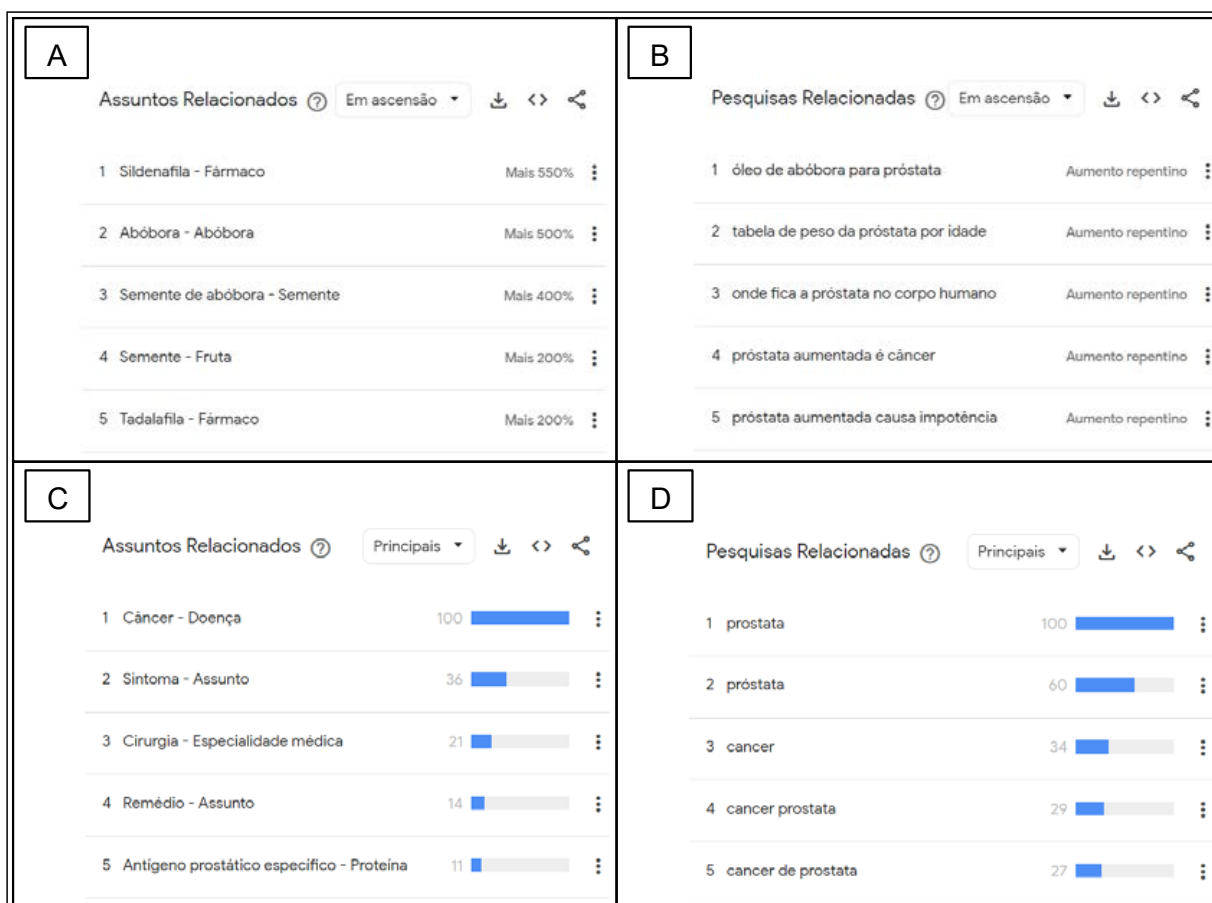 A
Assuntos Relacionados ? Em ascensão
1 Sildenafila - Fármaco Mais 550%
2 Abóbora - Abóbora Mais 500%
3 Semente de abóbora - Semente Mais 400%
4 Semente - Fruta Mais 200%
5 Tadalafila - Fármaco Mais 200%
B
Pesquisas Relacionadas ? Em ascensão
1 óleo de abóbora para próstata Aumento repentino
2 tabela de peso da próstata por idade Aumento repentino
3 onde fica a próstata no corpo humano Aumento repentino
4 próstata aumentada é câncer Aumento repentino
5 próstata aumentada causa impotência Aumento repentino
C
Assuntos Relacionados ? Principais
1 Câncer - Doença 100
2 Sintoma - Assunto 36
3 Cirurgia - Especialidade médica 21
4 Remédio - Assunto 14
5 Antígeno prostático específico - Proteína 11
D
Pesquisas Relacionadas ? Principais
1 prostata 100
2 próstata 60
3 cancer 34
4 cancer prostata 29
5 cancer de prostata 27